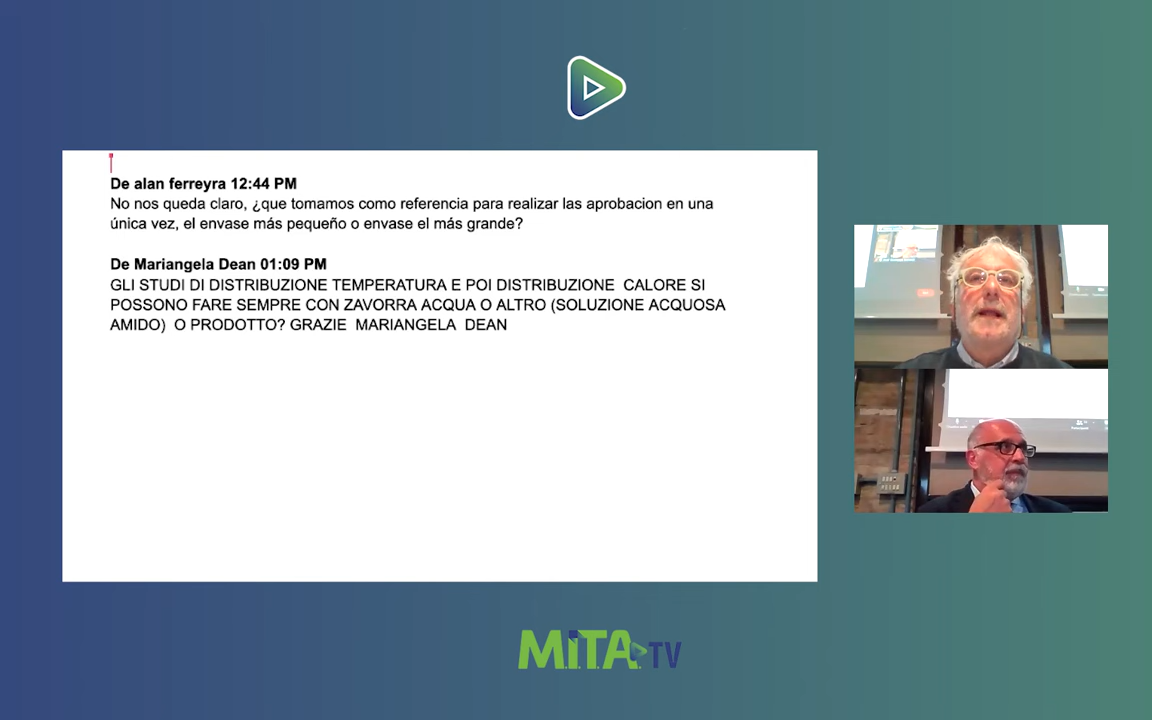 De alan ferreyra 12:44 PM
No nos queda claro, ¿que tomamos como referencia para realizar las aprobacion en una
única vez, el envase más pequeño o envase el más grande?
De Mariangela Dean 01:09 PM
GLI STUDI DI DISTRIBUZIONE TEMPERATURA E POI DISTRIBUZIONE  CALORE SI
POSSONO FARE SEMPRE CON ZAVORRA ACQUA O ALTRO (SOLUZIONE ACQUOSA
AMIDO)  O PRODOTTO? GRAZIE  MARIANGELA  DEAN
M.I.T.A. TV